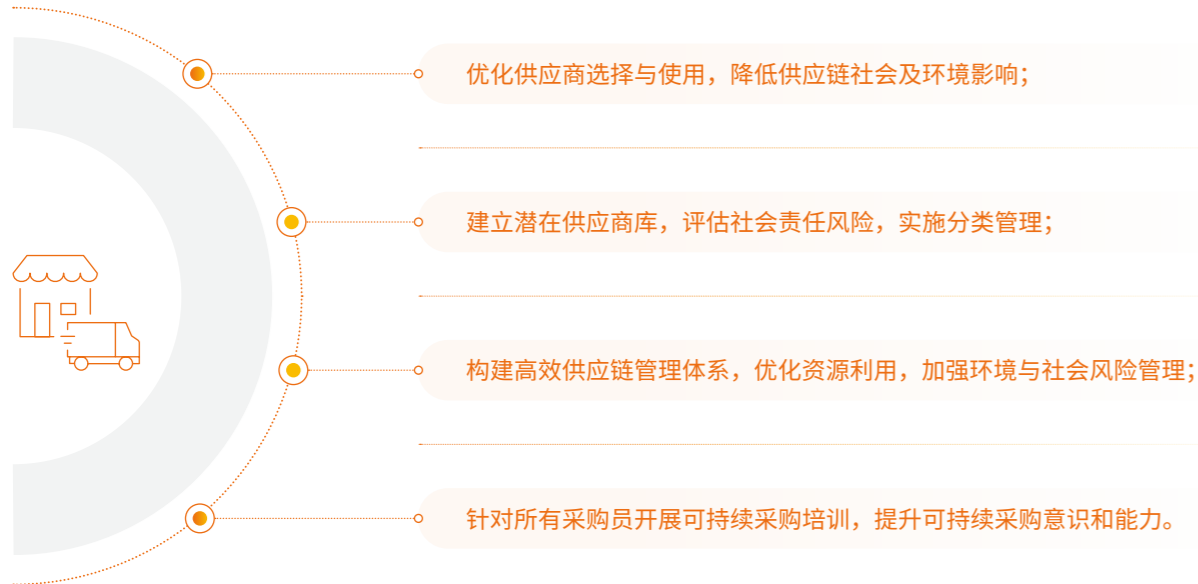 优化供应商选择与使用，降低供应链社会及环境影响；
建立潜在供应商库，评估社会责任风险，实施分类管理；
构建高效供应链管理体系，优化资源利用，加强环境与社会风险管理；
针对所有采购员开展可持续采购培训，提升可持续采购意识和能力。